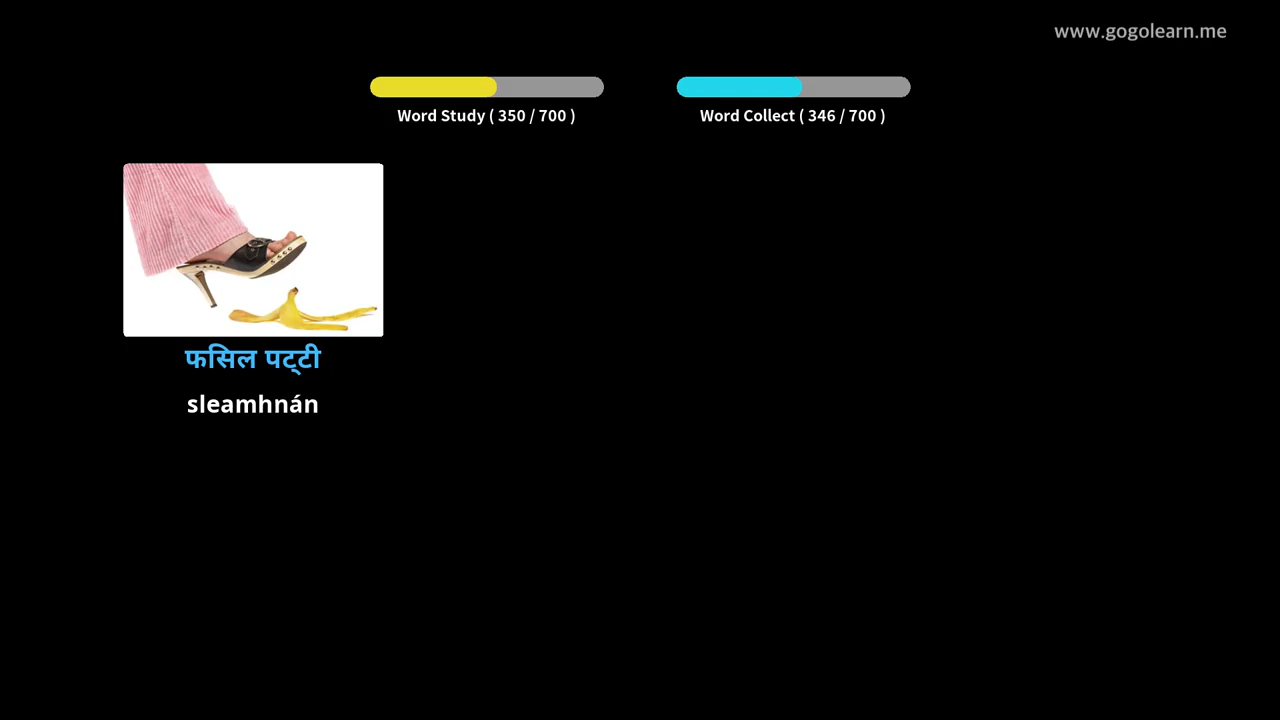 www.gogolearn.me
Word Study ( 350 / 700 )
Word Collect ( 346 / 700 )
फसिल पट्टी
sleamhnán